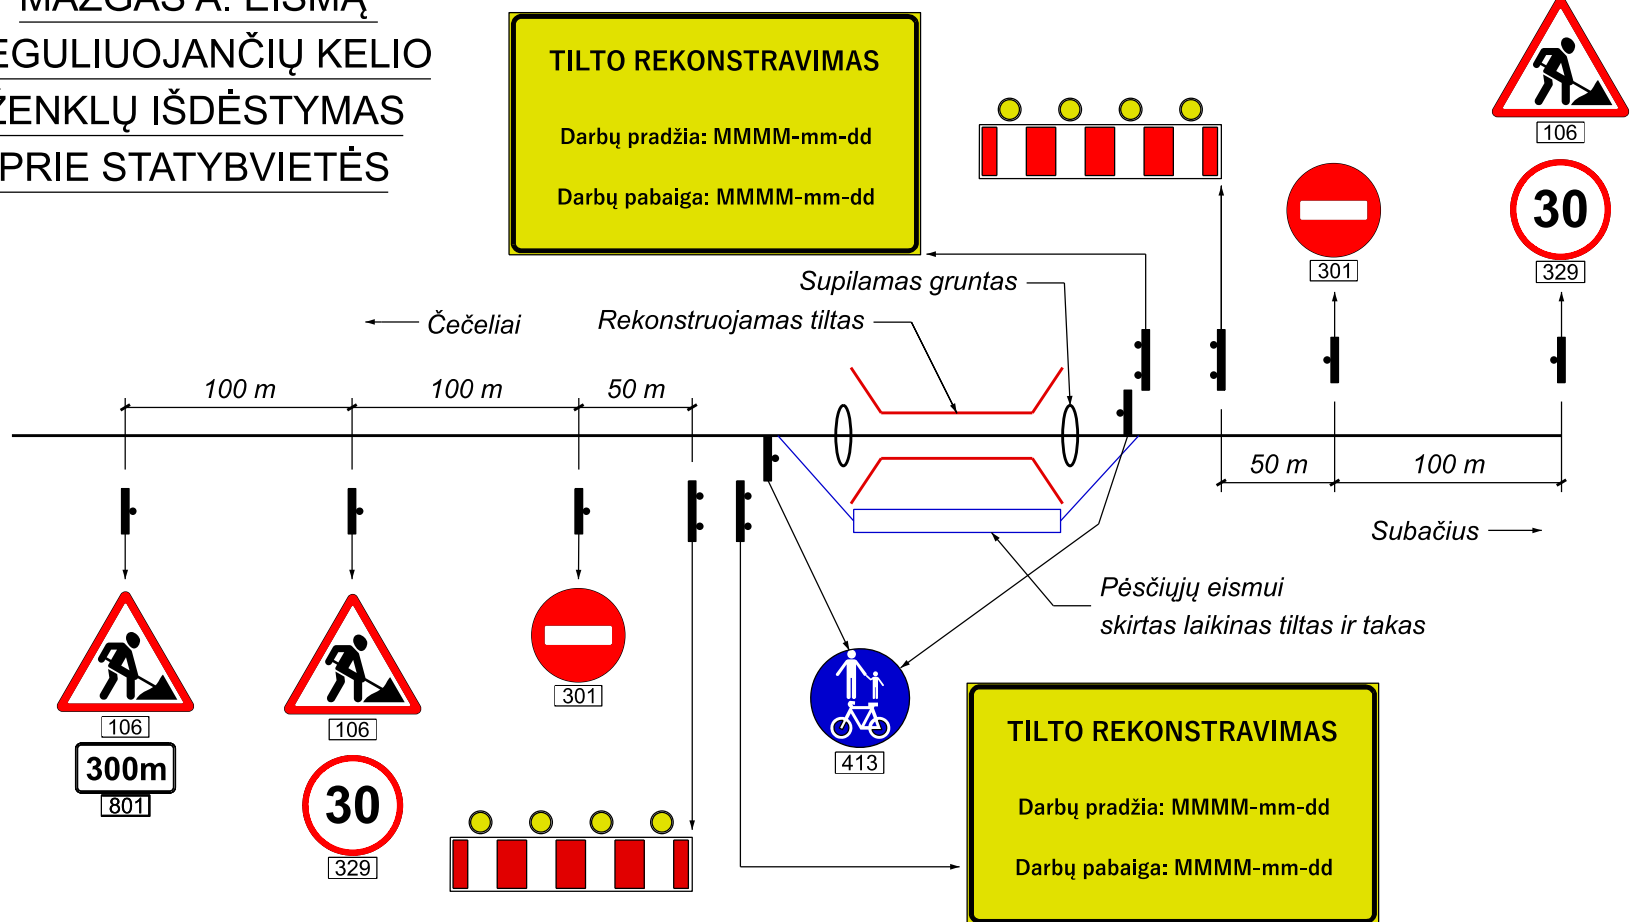 MAZGAS A. EISMĄ
EGULIUOJANČIŲ KELIO
ŽENKLŲ IŠDĖSTYMAS
PRIE STATYBVIETĖS
TILTO REKONSTRAVIMAS
Darbų pradžia: MMMM-mm-dd
Darbų pabaiga: MMMM-mm-dd
106
30
329
301
Supilamas gruntas
Rekonstruojamas tiltas
Čečeliai
100 m
100 m
50 m
50 m
100 m
Subačius
Pėsčiųjų eismui
skirtas laikinas tiltas ir takas
106
300m
801
106
30
329
301
413
TILTO REKONSTRAVIMAS
Darbų pradžia: MMMM-mm-dd
Darbų pabaiga: MMMM-mm-dd